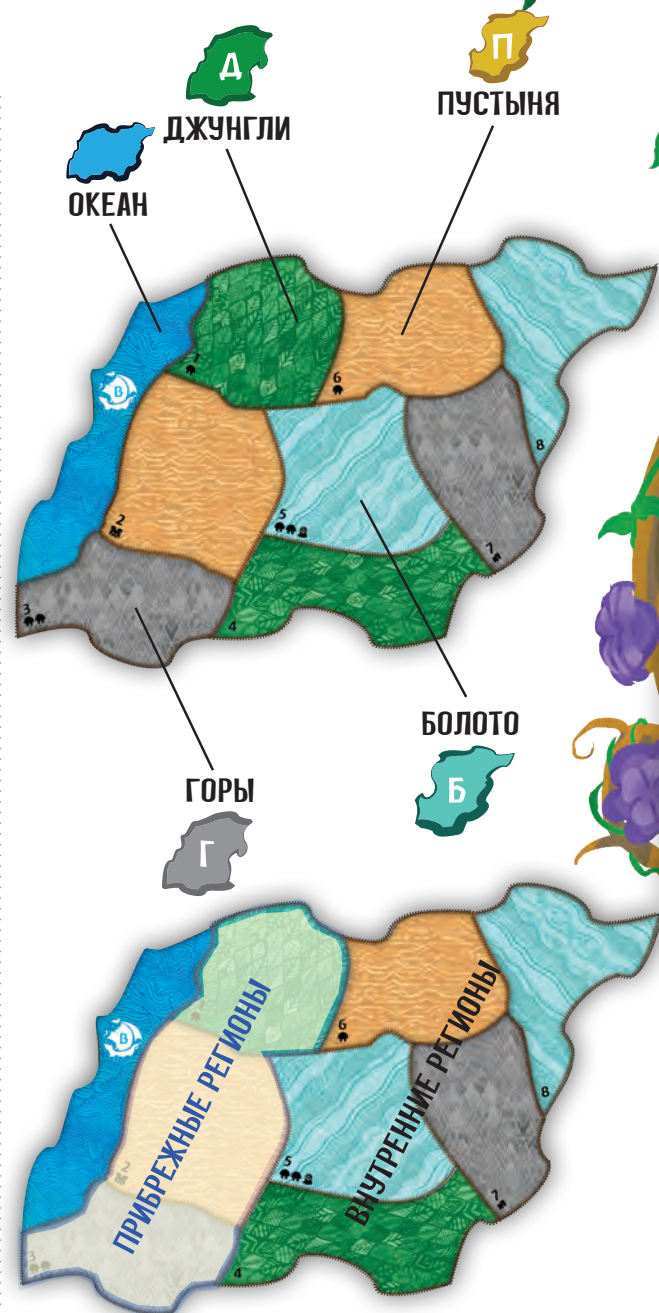 П
ПУСТЫНЯ
Д
ДЖУНГЛИ
ОКЕАН
В
1
6
8
2
5
7
3
4
БОЛОТО
Б
ГОРЫ
Г
ПРИБРЕЖНЫЕ РЕГИОНЫ
ВНУТРЕННИЕ РЕГИОНЫ
В
6
8
2
5
7
3
4